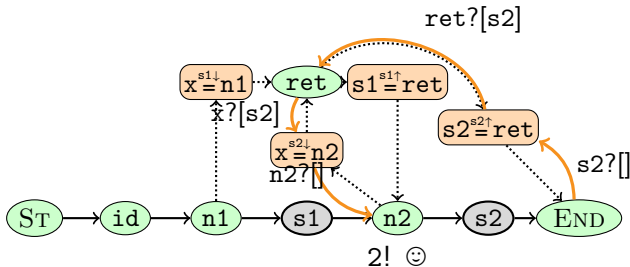 ret?[s2]
x =s1↓ n1
ret
s1 =s1↑ ret
x?[s2]
s2 =s2↑ ret
x =s2↓ n2
n2?[]
s2?[]
St
id
n1
s1
n2
s2
End
2! ☺